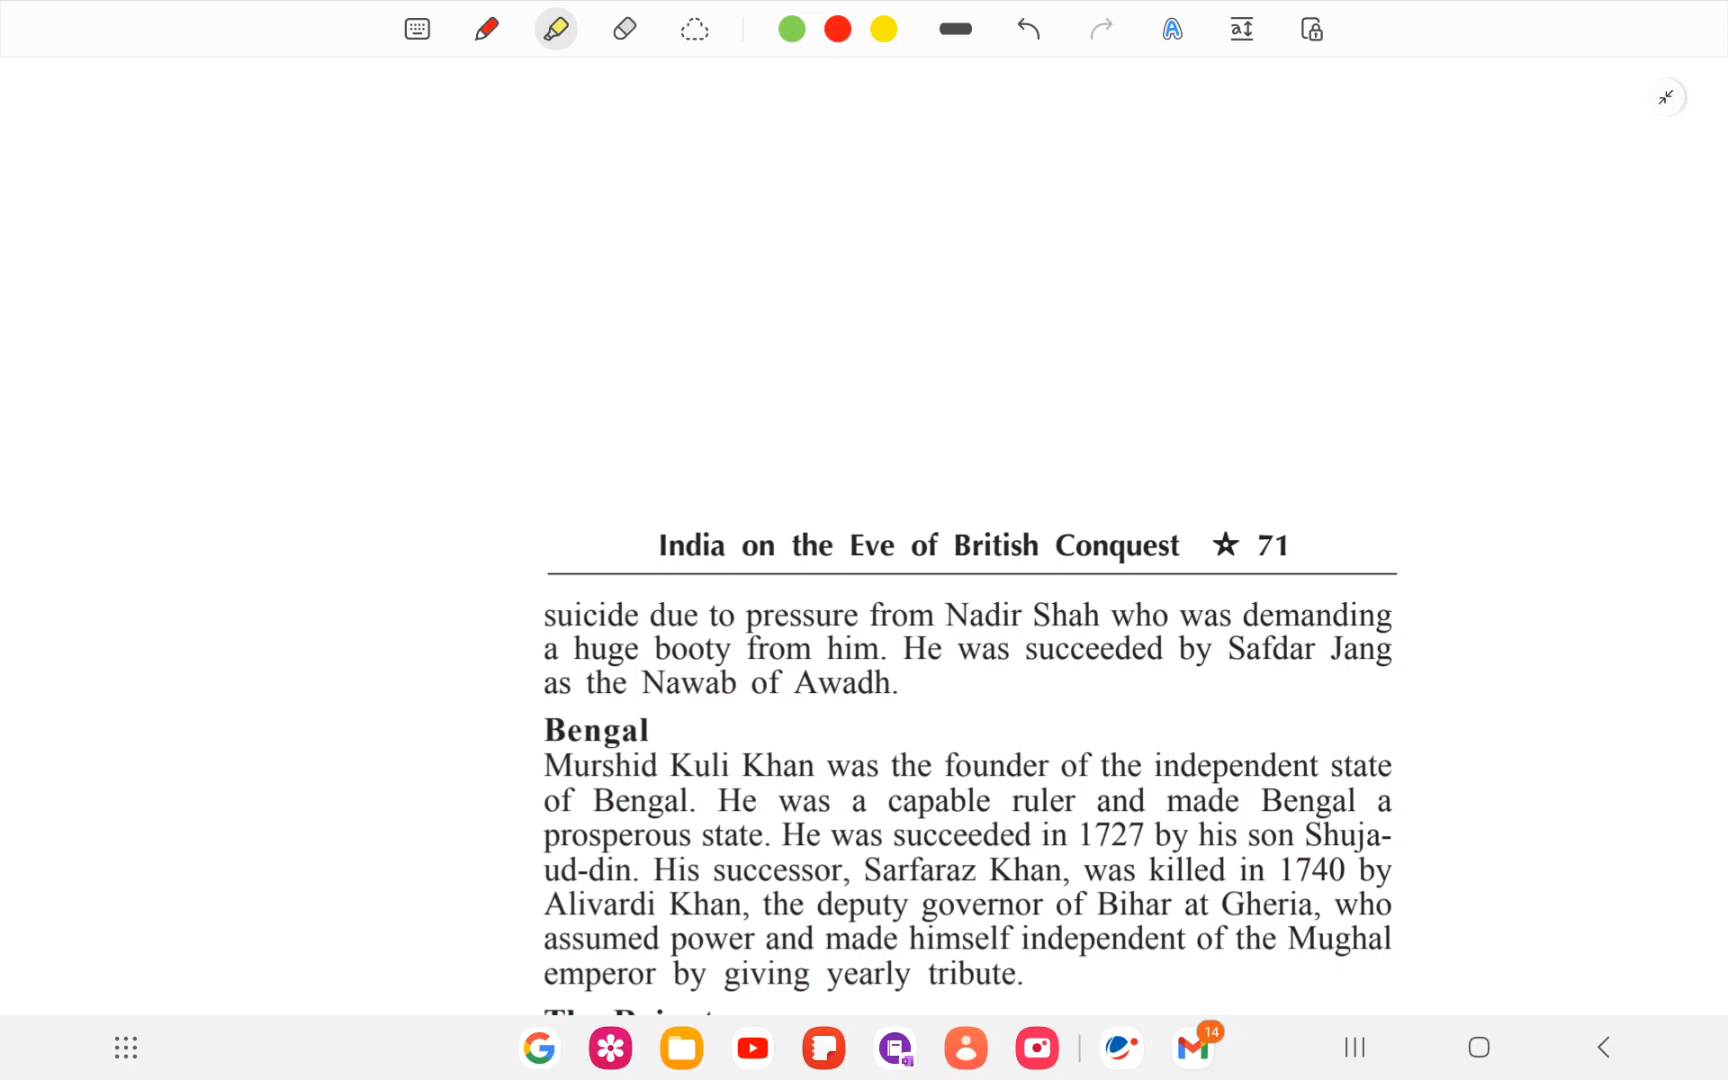 India on the Eve of British Conquest ☆ 71
suicide due to pressure from Nadir Shah who was demanding
a huge booty from him. He was succeeded by Safdar Jang
as the Nawab of Awadh.
Bengal
Murshid Kuli Khan was the founder of the independent state
of Bengal. He was a capable ruler and made Bengal a
prosperous state. He was succeeded in 1727 by his son Shuja-
ud-din. His successor, Sarfaraz Khan, was killed in 1740 by
Alivardi Khan, the deputy governor of Bihar at Gheria, who
assumed power and made himself independent of the Mughal
emperor by giving yearly tribute.
14